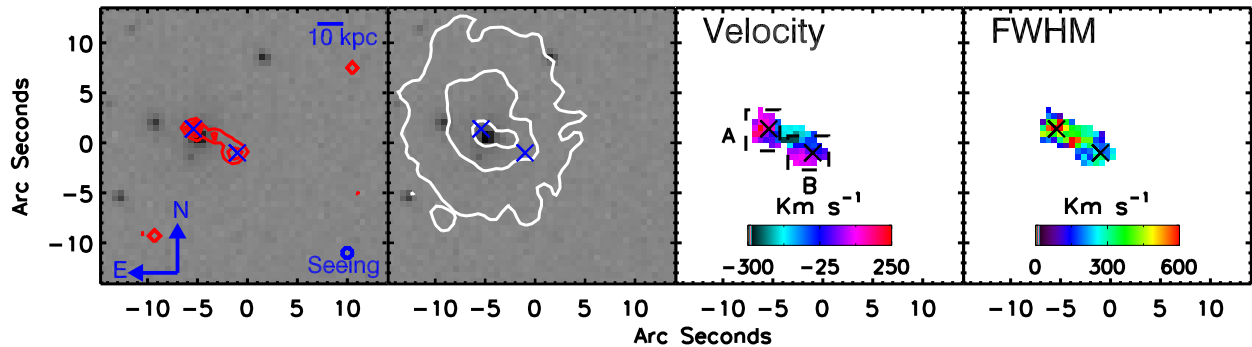 Arc Seconds
10
5
0
−5
−10
10 kpc
N
E
Seeing
Velocity
A
B
Km s−1
−300 −25 250
FWHM
Km s−1
0 300 600
−10 −5 0 5 10 −10 −5 0 5 10 −10 −5 0 5 10 −10 −5 0 5 10
Arc Seconds